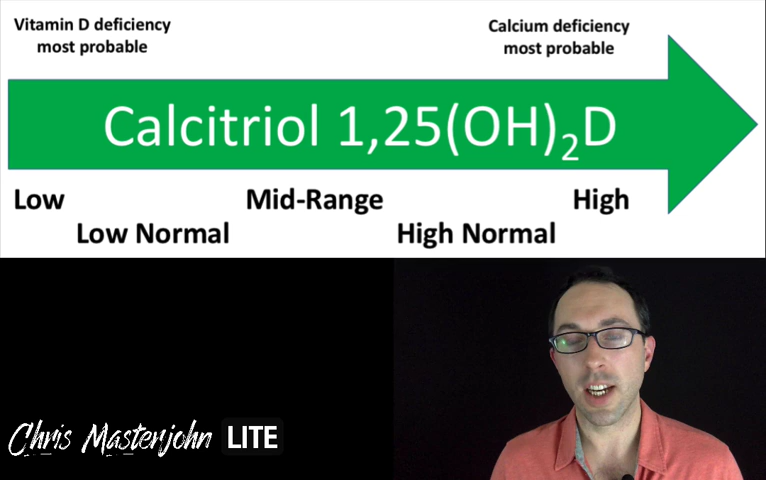 Vitamin D deficiency
most probable
Calcium deficiency
most probable
Calcitriol 1,25(OH)₂D
Low
Mid-Range
High
Low Normal
High Normal
Chris Masterjohn LITE